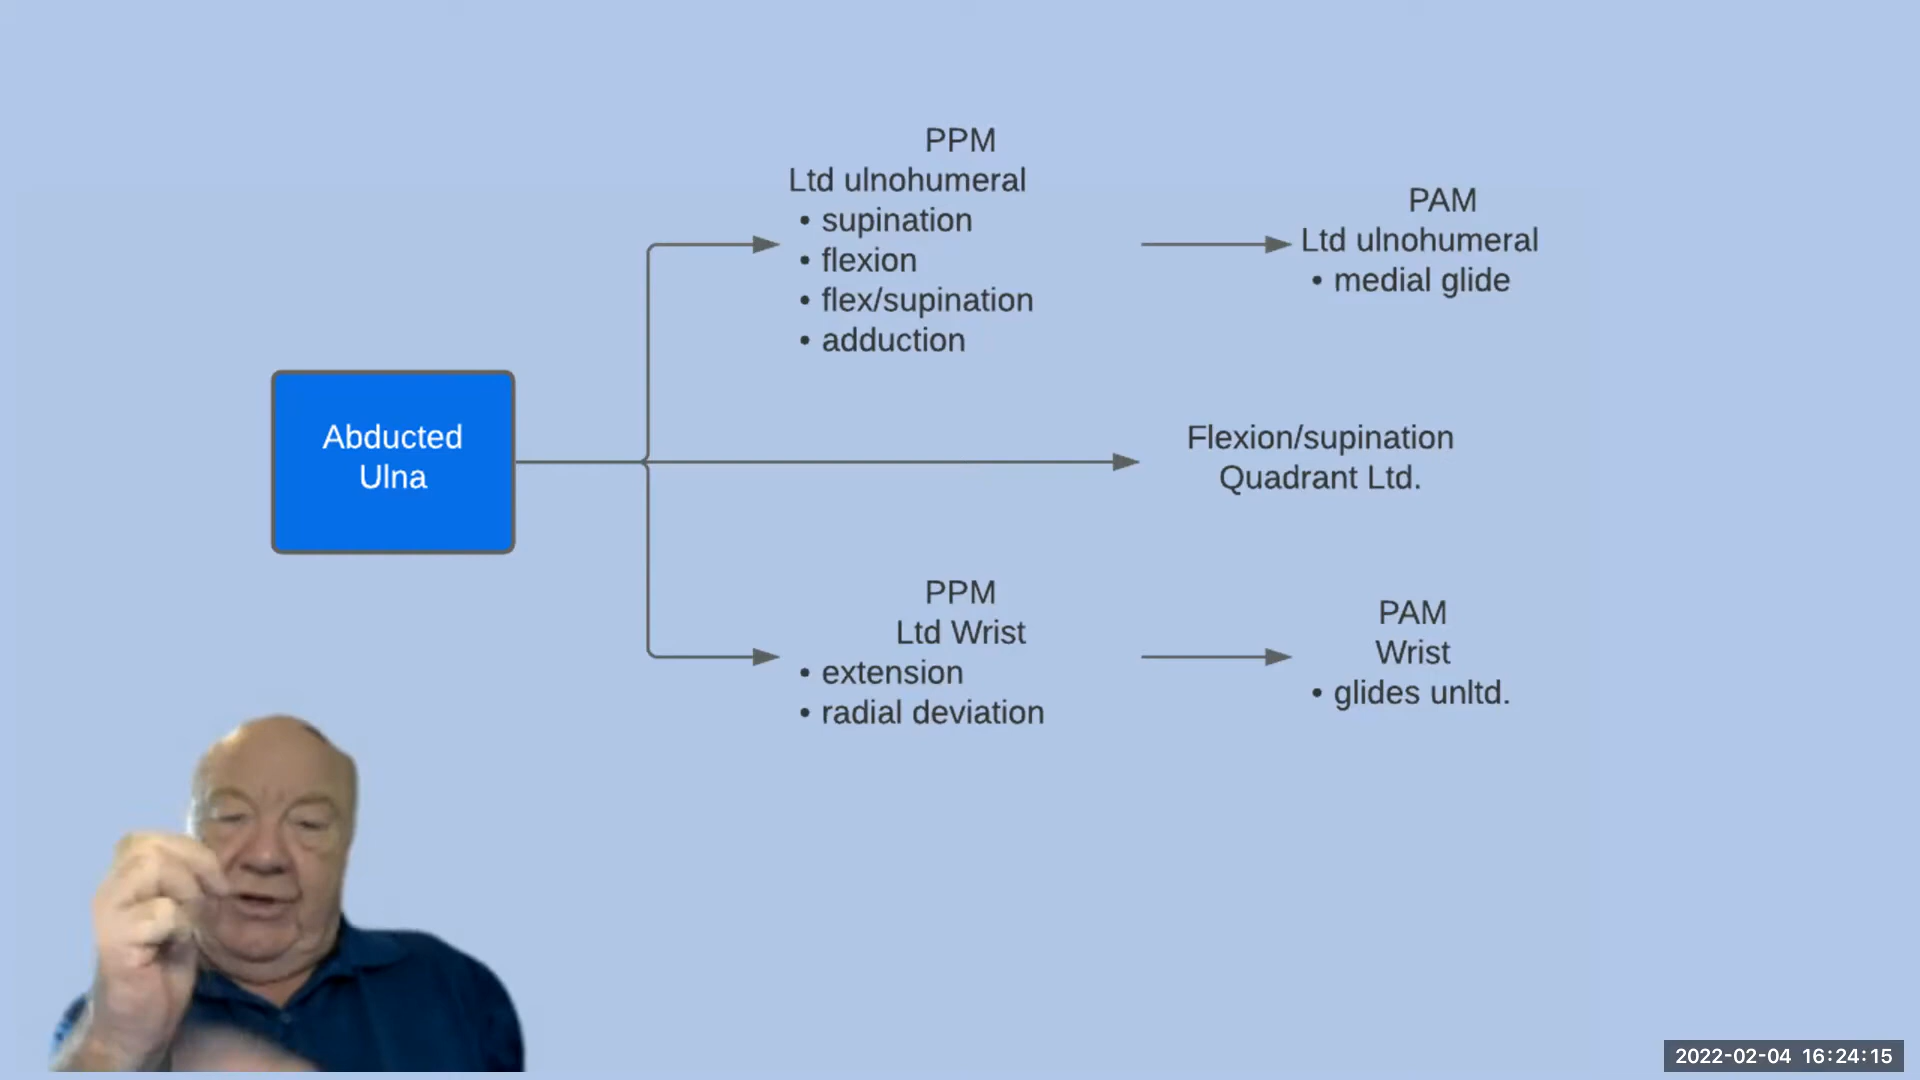 PPM
Ltd ulnohumeral
• supination
• flexion
• flex/supination
• adduction
PAM
Ltd ulnohumeral
• medial glide
Abducted
Ulna
Flexion/supination
Quadrant Ltd.
PPM
Ltd Wrist
• extension
• radial deviation
PAM
Wrist
• glides unltd.
2022-02-04 16:24:15